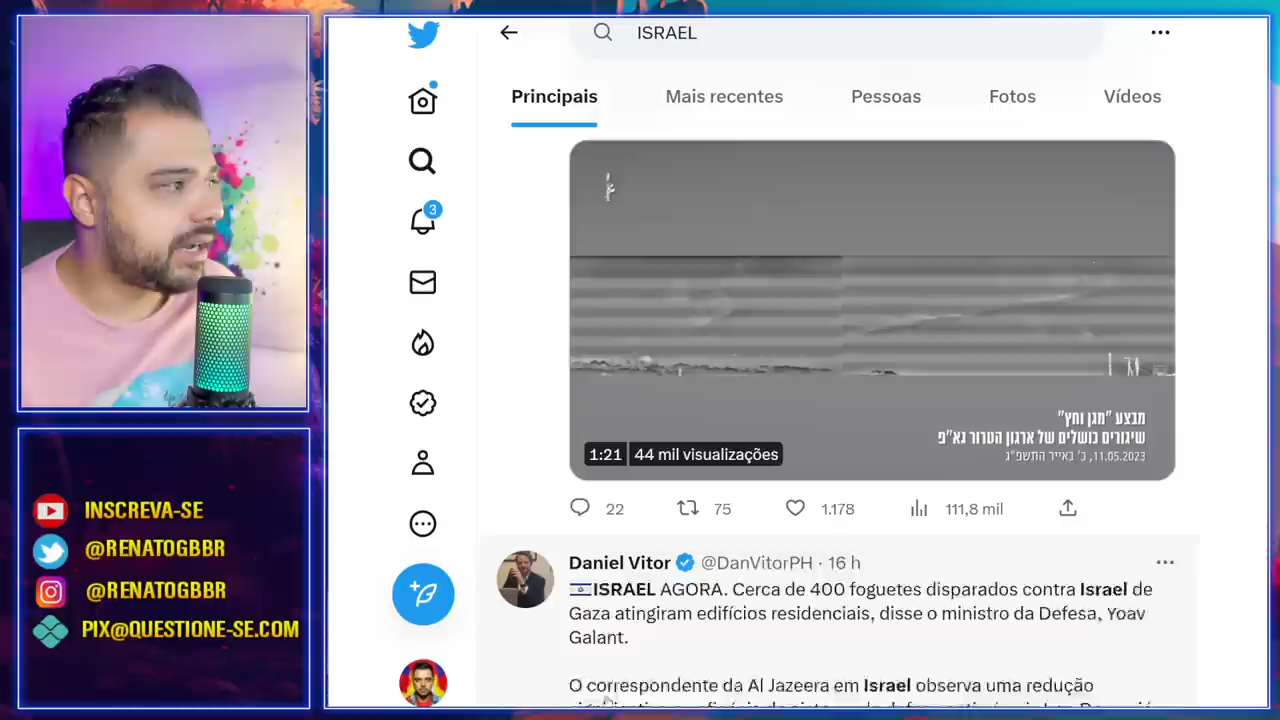 ISRAEL
Principais
Mais recentes
Pessoas
Fotos
Vídeos
3
מבצע "מגן וחץ"
שיגורים כושלים של ארגון הטרור גא"פ
11.05.2023, כ' באייר התשפ"ג
1:21
44 mil visualizações
22
75
1.178
111,8 mil
Daniel Vitor @DanVitorPH · 16 h
ISRAEL AGORA. Cerca de 400 foguetes disparados contra Israel de
Gaza atingiram edifícios residenciais, disse o ministro da Defesa, Yoav
Galant.
O correspondente da Al Jazeera em Israel observa uma redução
INSCREVA-SE
@RENATOGBBR
@RENATOGBBR
PIX@QUESTIONE-SE.COM